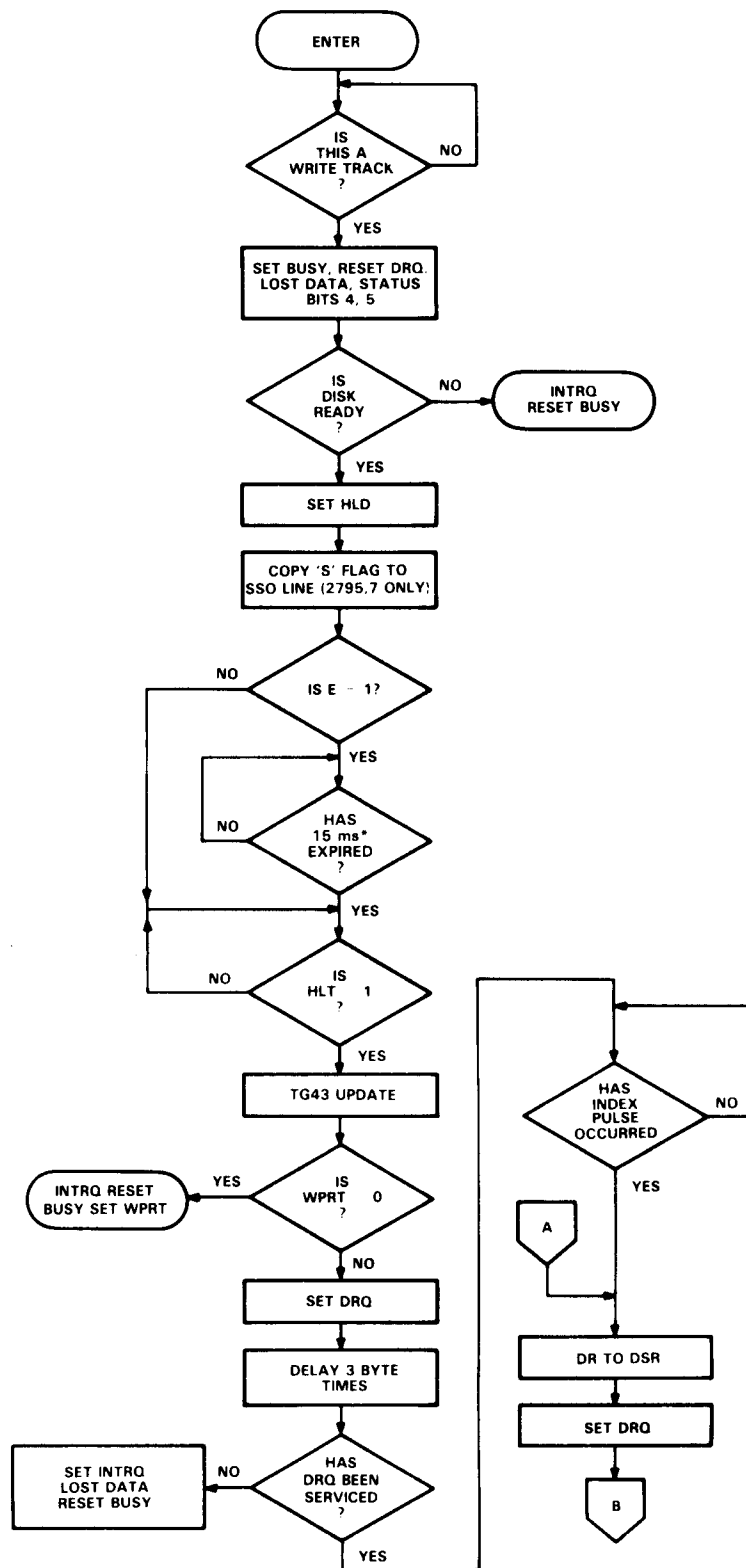 ENTER
IS
THIS A
WRITE TRACK
?
NO
YES
SET BUSY, RESET DRQ.
LOST DATA, STATUS
BITS 4, 5
IS
DISK
READY
?
NO
INTRQ
RESET BUSY
YES
SET HLD
COPY 'S' FLAG TO
SSO LINE (2795,7 ONLY)
NO
IS E - 1?
YES
HAS
15 ms*
EXPIRED
?
NO
YES
IS
HLT 1
?
NO
YES
TG43 UPDATE
IS
WPRT 0
?
YES
INTRQ RESET
BUSY SET WPRT
NO
SET DRQ
DELAY 3 BYTE
TIMES
HAS
DRQ BEEN
SERVICED
?
NO
SET INTRQ
LOST DATA
RESET BUSY
YES
HAS
INDEX
PULSE
OCCURRED
NO
YES
A
DR TO DSR
SET DRQ
B